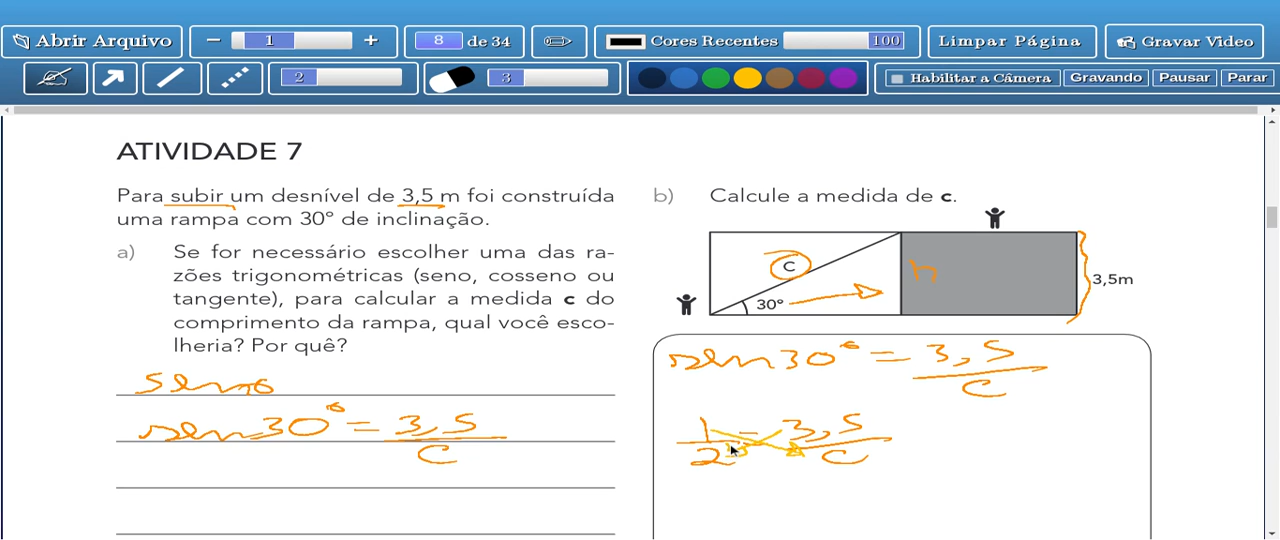 Abrir Arquivo − 1 + 8 de 34 Cores Recentes 100 Limpar Página Gravar Video
2 3 Habilitar a Câmera Gravando Pausar Parar
ATIVIDADE 7
Para subir um desnível de 3,5 m foi construída
uma rampa com 30º de inclinação.
a) Se for necessário escolher uma das ra-
zões trigonométricas (seno, cosseno ou
tangente), para calcular a medida c do
comprimento da rampa, qual você esco-
lheria? Por quê?
seno
sen 30° = 3,5
c
b) Calcule a medida de c.
c
h
30º
3,5m
sen 30° = 3,5
c
1 = 3,5
2 c